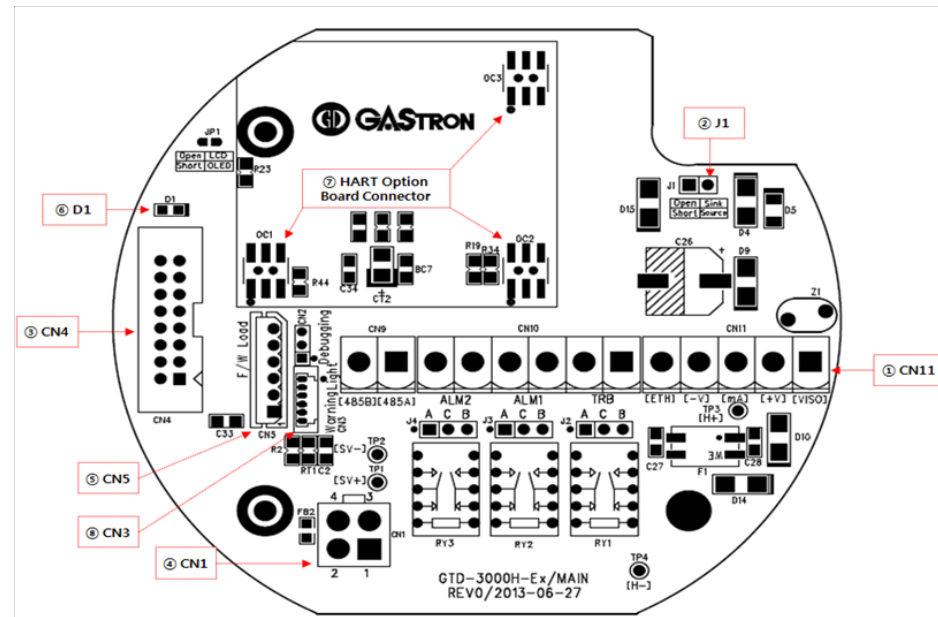 OC3
GD GASTRON
② J1
JP1
Open LCD
Short OLED
R23
⑦ HART Option
Board Connector
J1
Open Sink
Short Source
D15
D4
D5
⑥ D1
D1
OC1
R44
C34
CT2
BC7
R19
R34
OC2
C26
D9
Z1
③ CN4
CN4
F/W Load
CN2
Debugging
CN9
CN10
CN11
① CN11
[485B][485A]
ALM2
ALM1
TRB
[ETH]
[-V]
[mA]
[+V]
[VISO]
WarningLight
CN3
C33
CN5
J4
A C B
J3
A C B
J2
A C B
TP3
[H+]
D10
R2
RT1
C2
[SV-]
TP2
TP1
[SV+]
C27
WE
C28
F1
D14
⑤ CN5
⑧ CN3
④ CN1
FB2
4
3
CN1
2
1
RY3
RY2
RY1
TP4
[H-]
GTD-3000H-Ex/MAIN
REV0/2013-06-27